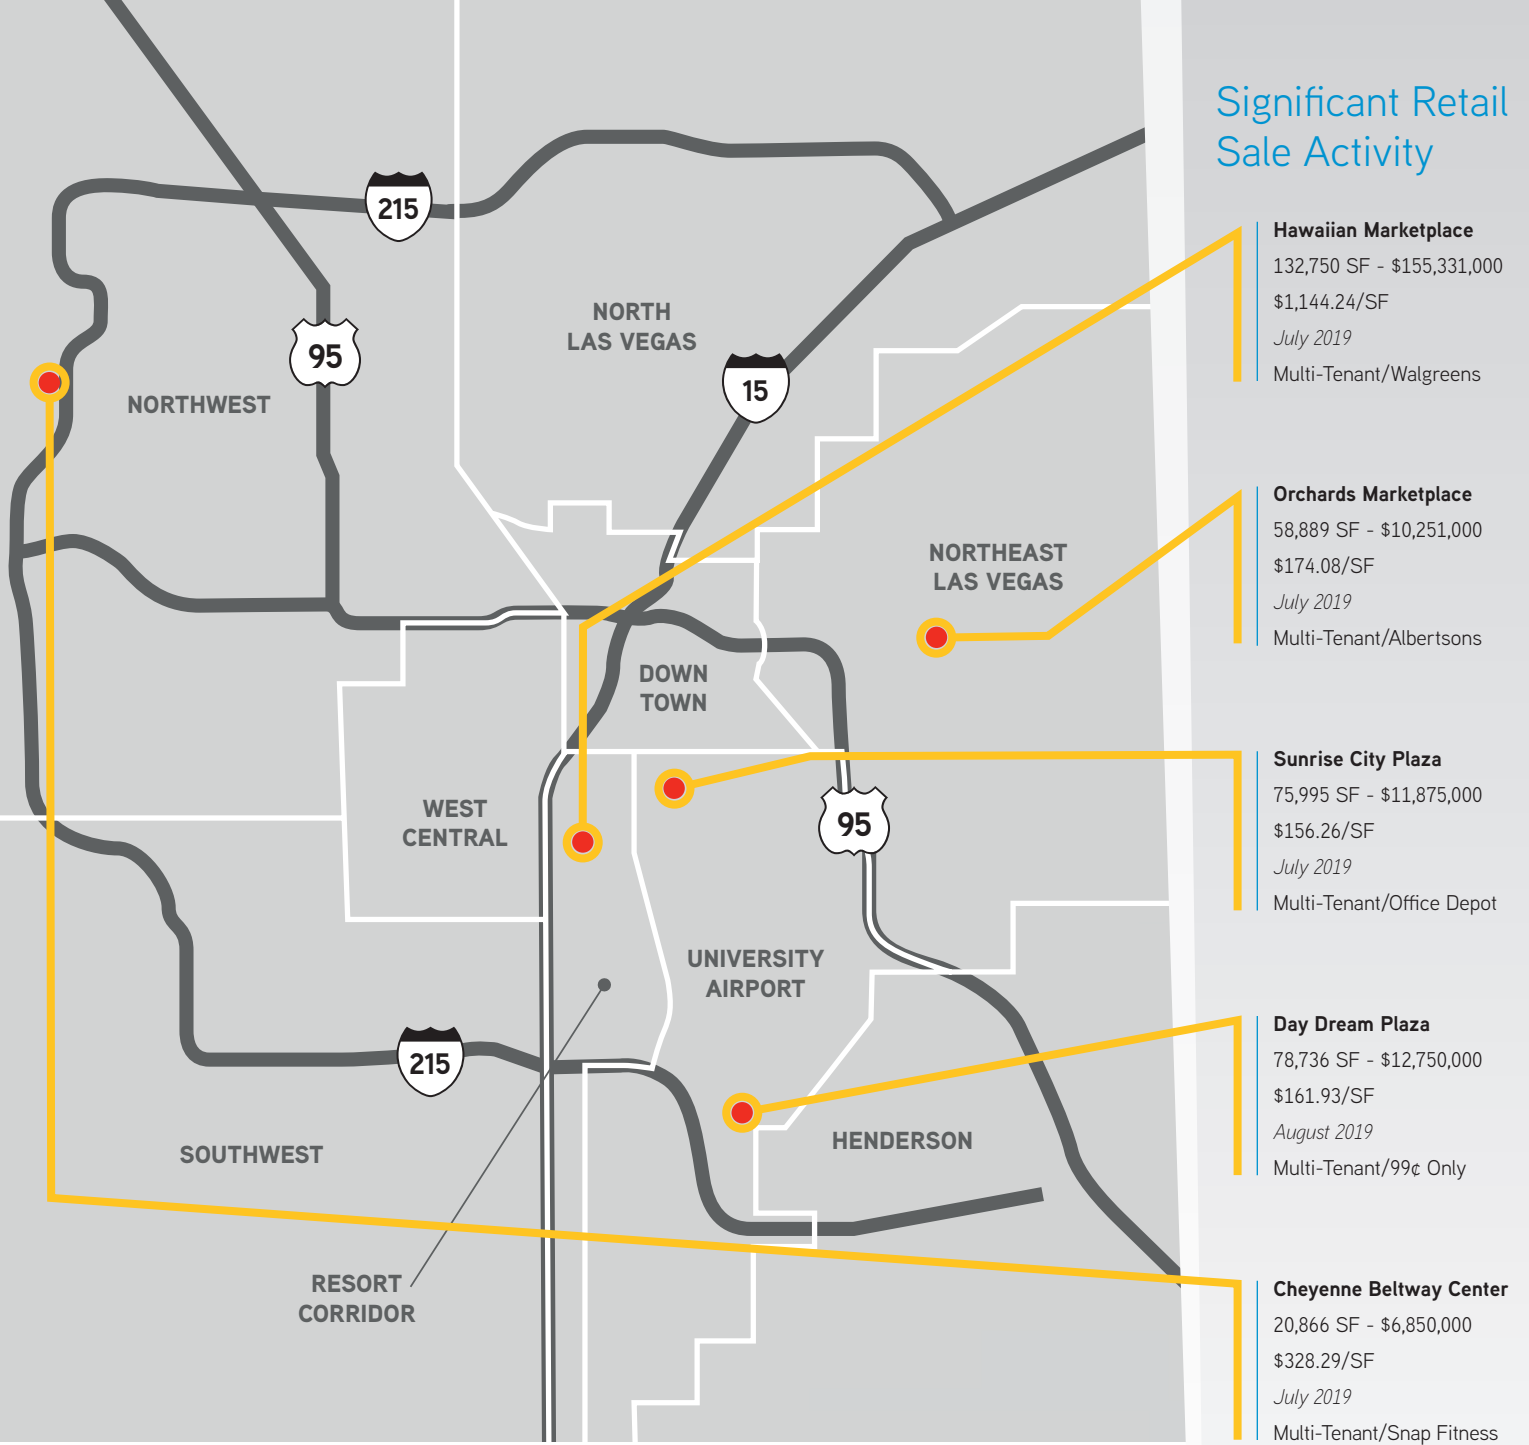 Significant Retail
Sale Activity
Hawaiian Marketplace
132,750 SF - $155,331,000
$1,144.24/SF
July 2019
Multi-Tenant/Walgreens
Orchards Marketplace
58,889 SF - $10,251,000
$174.08/SF
July 2019
Multi-Tenant/Albertsons
Sunrise City Plaza
75,995 SF - $11,875,000
$156.26/SF
July 2019
Multi-Tenant/Office Depot
Day Dream Plaza
78,736 SF - $12,750,000
$161.93/SF
August 2019
Multi-Tenant/99¢ Only
Cheyenne Beltway Center
20,866 SF - $6,850,000
$328.29/SF
July 2019
Multi-Tenant/Snap Fitness
215
NORTH
LAS VEGAS
95
15
NORTHWEST
NORTHEAST
LAS VEGAS
DOWN
TOWN
WEST
CENTRAL
95
UNIVERSITY
AIRPORT
215
HENDERSON
SOUTHWEST
RESORT
CORRIDOR